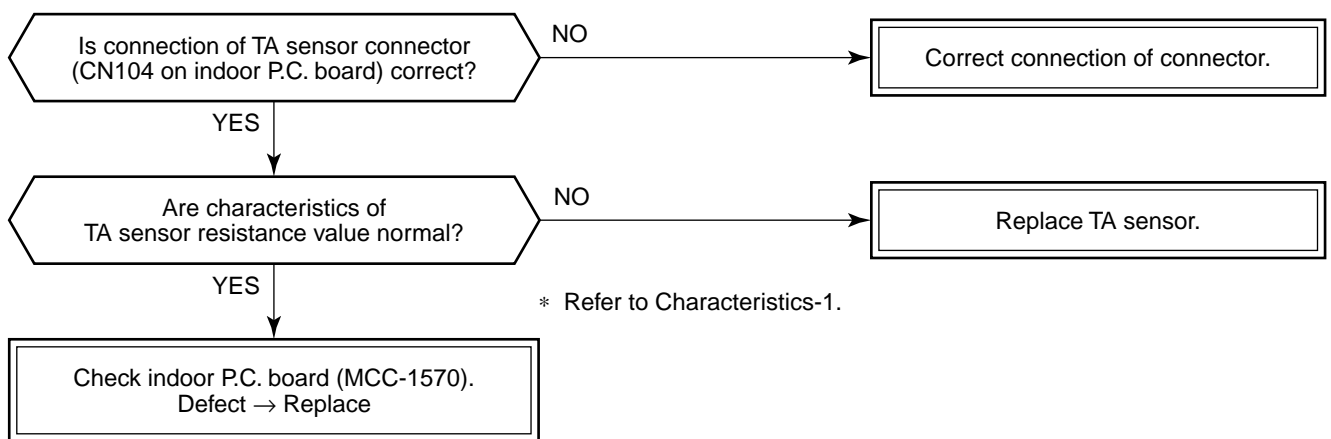 Is connection of TA sensor connector
(CN104 on indoor P.C. board) correct?
NO
Correct connection of connector.
YES
Are characteristics of
TA sensor resistance value normal?
NO
Replace TA sensor.
YES
* Refer to Characteristics-1.
Check indoor P.C. board (MCC-1570).
Defect → Replace